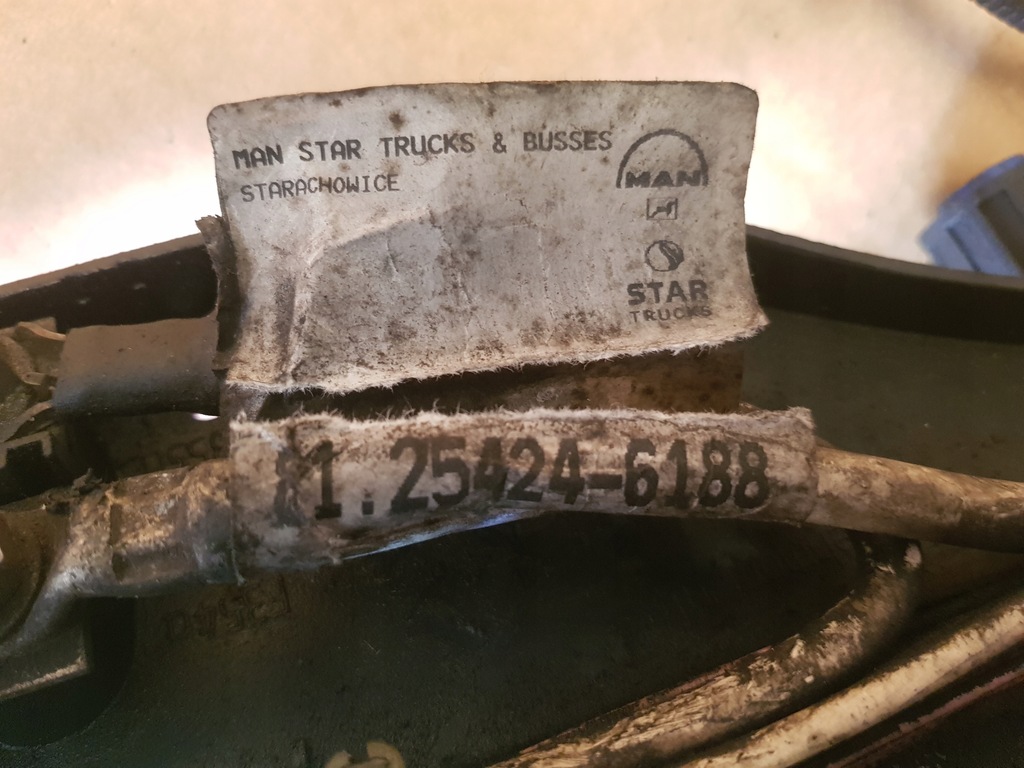 MAN STAR TRUCKS & BUSSES
STARACHOWICE
MAN
STAR
TRUCKS
81.25424-6188